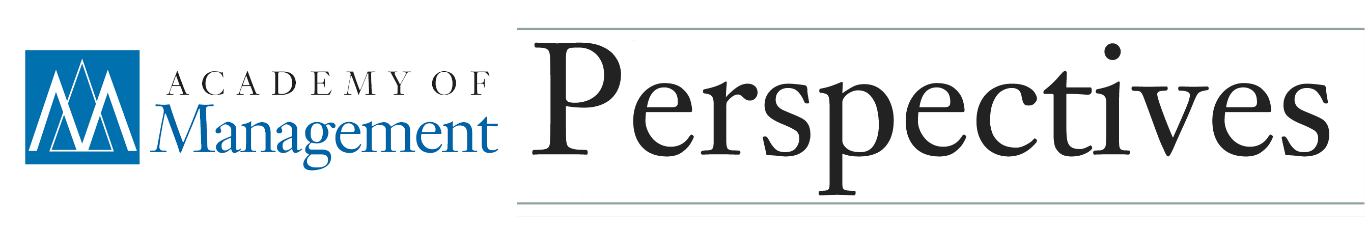 ACADEMY OF
Management
Perspectives